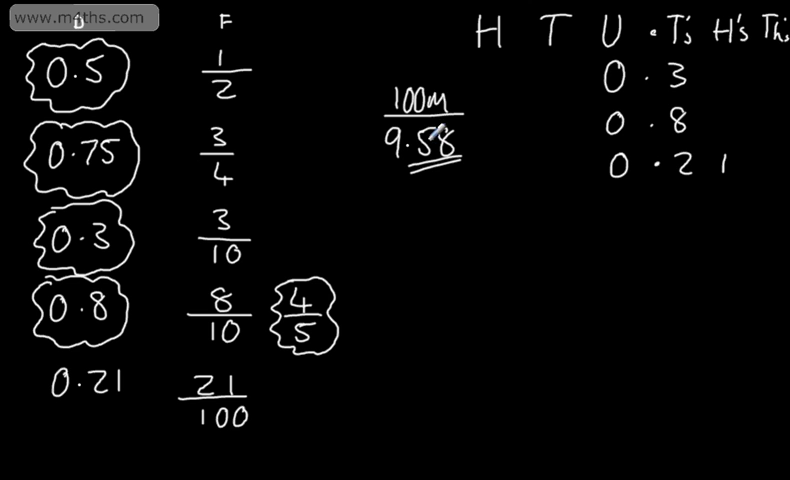 www.m4ths.com
D F H T U . T's H's Th's
0.5 1/2 0 . 3
100m
0 . 8
0.75 3/4 9.58
0 . 2 1
0.3 3/10
0.8 8/10 4/5
0.21 21/100